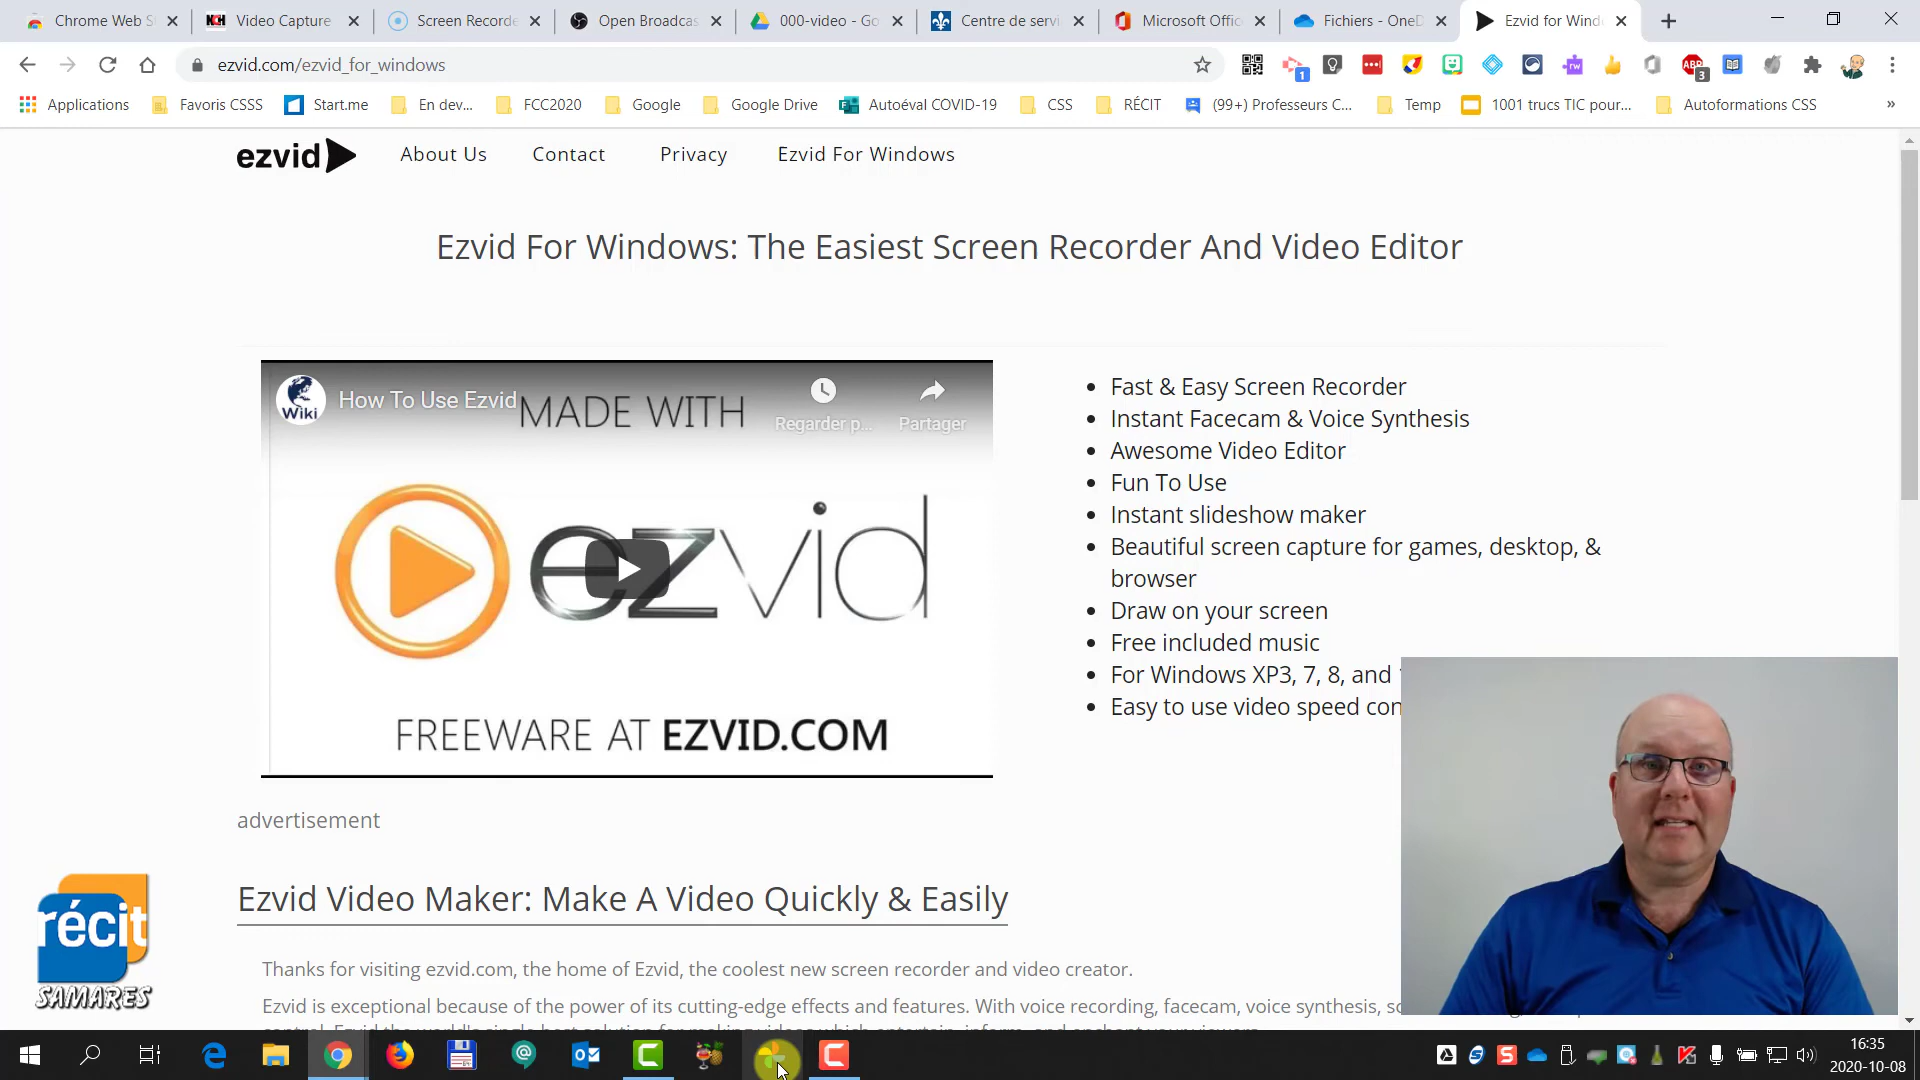 Chrome Web S
Video Capture
Screen Recorde
Open Broadcas
000-video - Go
Centre de servi
Microsoft Offic
Fichiers - OneD
Ezvid for Wind
ezvid.com/ezvid_for_windows
1
ABP
3
Applications
Favoris CSSS
Start.me
En dev...
FCC2020
Google
Google Drive
Autoéval COVID-19
CSS
RÉCIT
(99+) Professeurs C...
Temp
1001 trucs TIC pour...
Autoformations CSS
»
ezvid
About Us
Contact
Privacy
Ezvid For Windows
Ezvid For Windows: The Easiest Screen Recorder And Video Editor
Wiki
How To Use Ezvid
MADE WITH
Regarder p...
Partager
ezvid
FREEWARE AT EZVID.COM
• Fast & Easy Screen Recorder
• Instant Facecam & Voice Synthesis
• Awesome Video Editor
• Fun To Use
• Instant slideshow maker
• Beautiful screen capture for games, desktop, &
browser
• Draw on your screen
• Free included music
• For Windows XP3, 7, 8, and
• Easy to use video speed con
advertisement
Ezvid Video Maker: Make A Video Quickly & Easily
Thanks for visiting ezvid.com, the home of Ezvid, the coolest new screen recorder and video creator.
Ezvid is exceptional because of the power of its cutting-edge effects and features. With voice recording, facecam, voice synthesis, sc
récit
SAMARES
16:35
2020-10-08